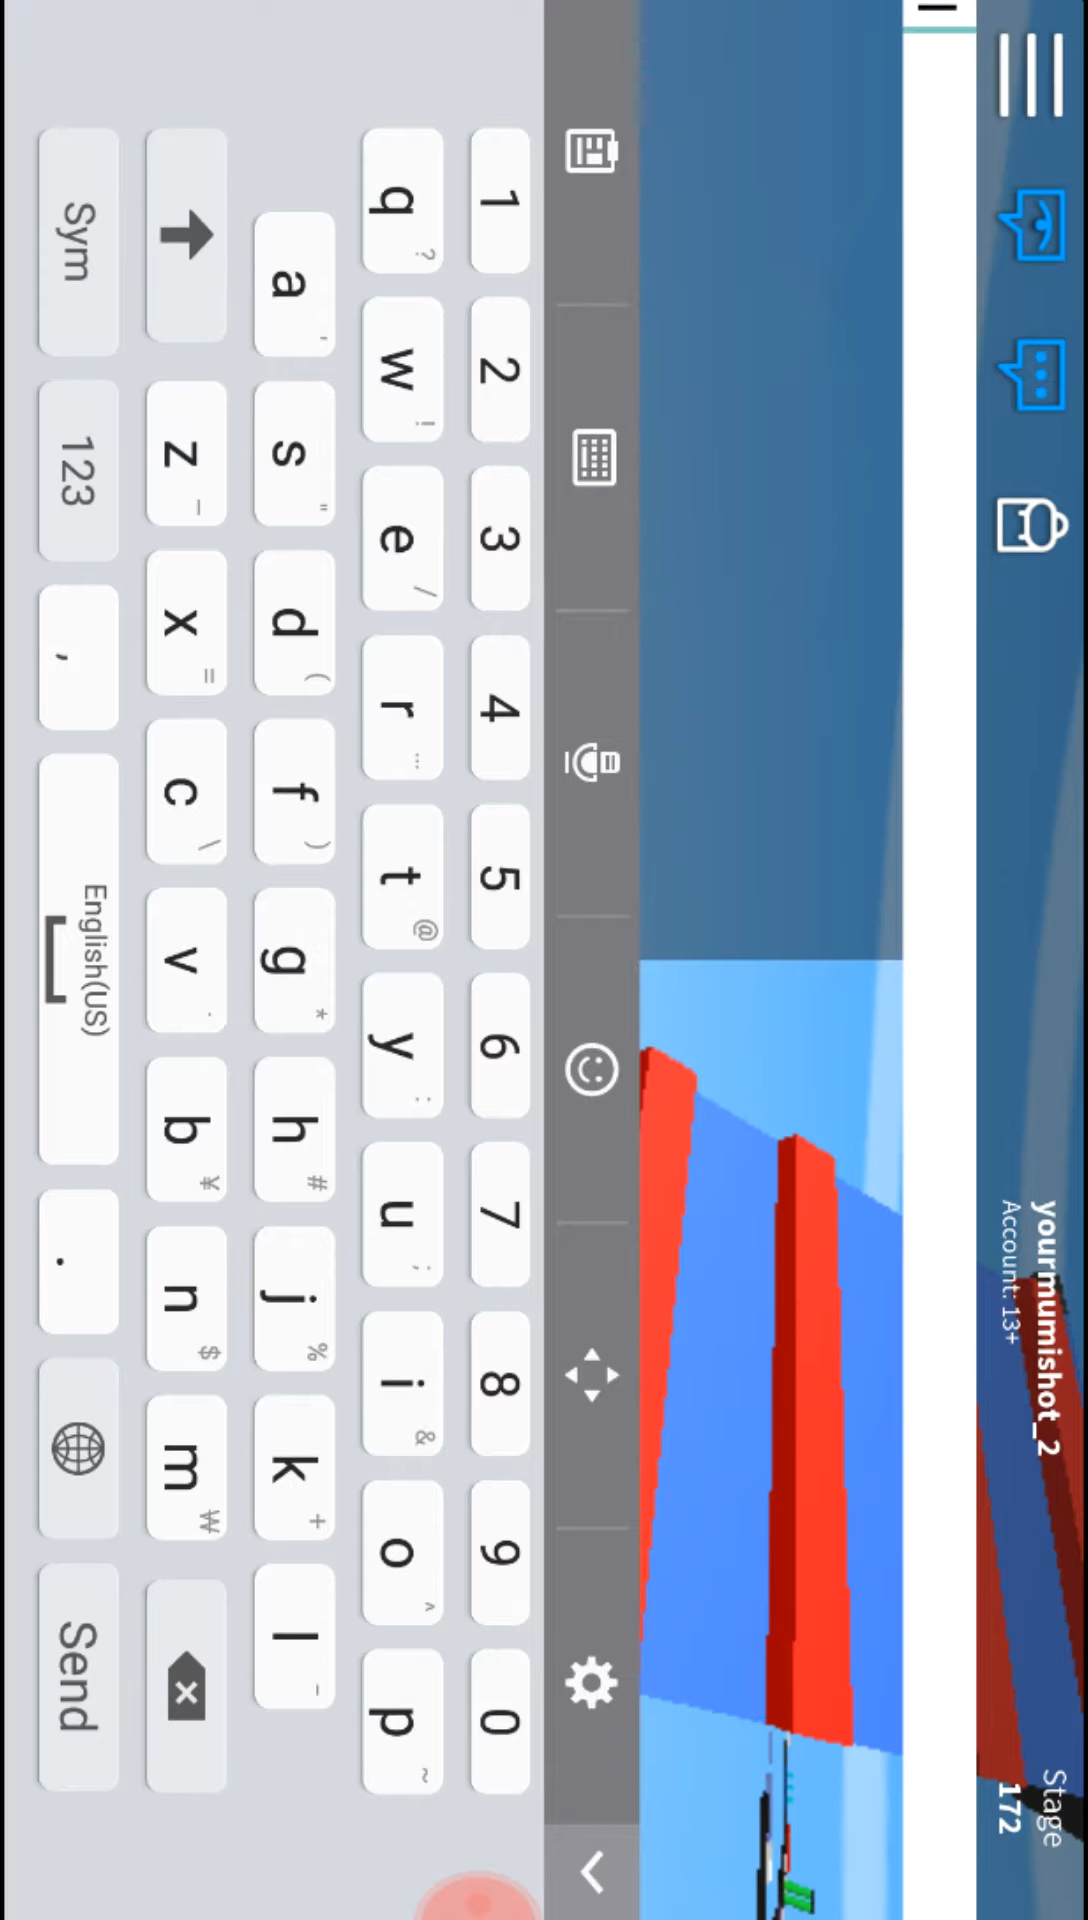 yourmumishot_2
Account: 13+
Stage
172
1 2 3 4 5 6 7 8 9 0
q ? w ! e / r ... t @ y : u ; i & o ^ p ~
a ' s " d ( f ) g * h # j % k + l -
z _ x = c \ v · b ¥ n $ m ₩
Sym 123 , English(US) . Send